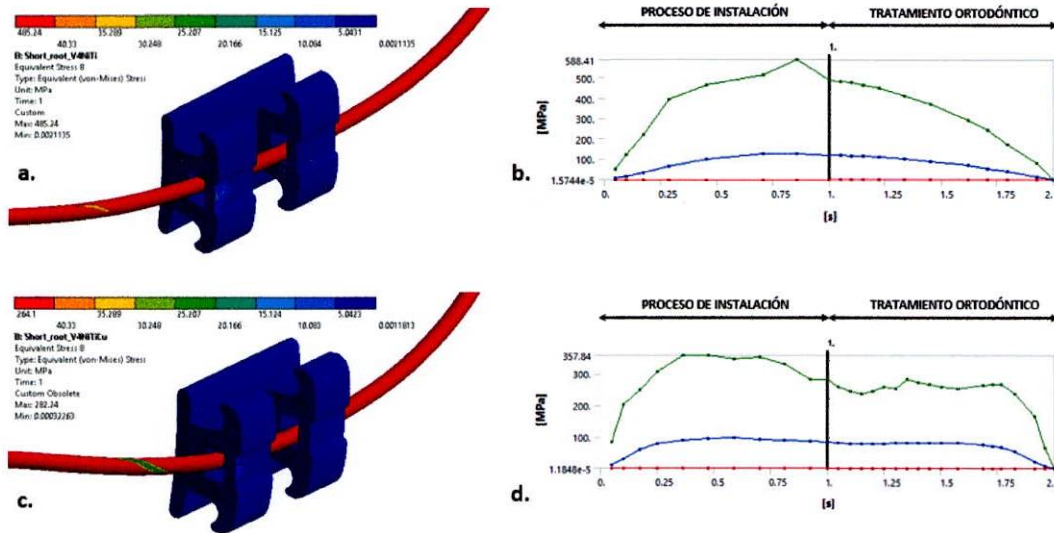 485.24 35.289 25.207 15.125 5.0431
40.33 30.248 20.166 10.084 0.0021135
B: Short_root_V4NiTi
Equivalent Stress 8
Type: Equivalent (von-Mises) Stress
Unit: MPa
Time: 1
Custom
Max: 485.24
Min: 0.0021135
a.
PROCESO DE INSTALACIÓN TRATAMIENTO ORTODÓNTICO
1.
588.41
500.
400.
300.
200.
100.
1.5744e-5
[MPa]
0. 0.25 0.5 0.75 1. 1.25 1.5 1.75 2.
[s]
b.
264.1 35.289 25.207 15.124 5.0423
40.33 30.248 20.166 10.083 0.0011813
B: Short_root_V4NiTiCu
Equivalent Stress 8
Type: Equivalent (von-Mises) Stress
Unit: MPa
Time: 1
Custom Obsolete
Max: 282.24
Min: 0.00032263
c.
PROCESO DE INSTALACIÓN TRATAMIENTO ORTODÓNTICO
1.
357.84
300.
200.
100.
1.1848e-5
[MPa]
0. 0.25 0.5 0.75 1. 1.25 1.5 1.75 2.
[s]
d.